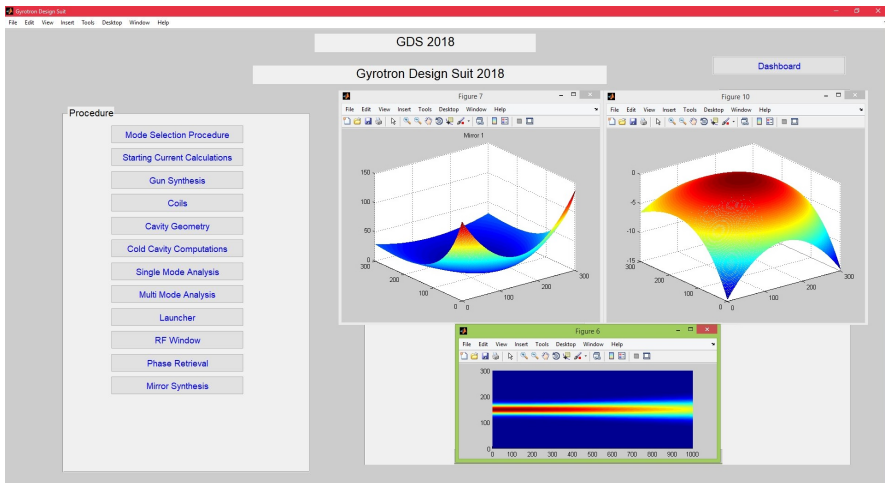 Gyrotron Design Suit
File Edit View Insert Tools Desktop Window Help
GDS 2018
Gyrotron Design Suit 2018
Dashboard
Procedure
Mode Selection Procedure
Starting Current Calculations
Gun Synthesis
Coils
Cavity Geometry
Cold Cavity Computations
Single Mode Analysis
Multi Mode Analysis
Launcher
RF Window
Phase Retrieval
Mirror Synthesis
Figure 7
File Edit View Insert Tools Desktop Window Help
Mirror 1
150
100
50
0
300
200
100
0
0
100
200
300
Figure 10
File Edit View Insert Tools Desktop Window Help
0
-5
-10
-15
300
200
100
0
0
100
200
300
Figure 6
File Edit View Insert Tools Desktop Window Help
300
200
100
0
0 100 200 300 400 500 600 700 800 900 1000